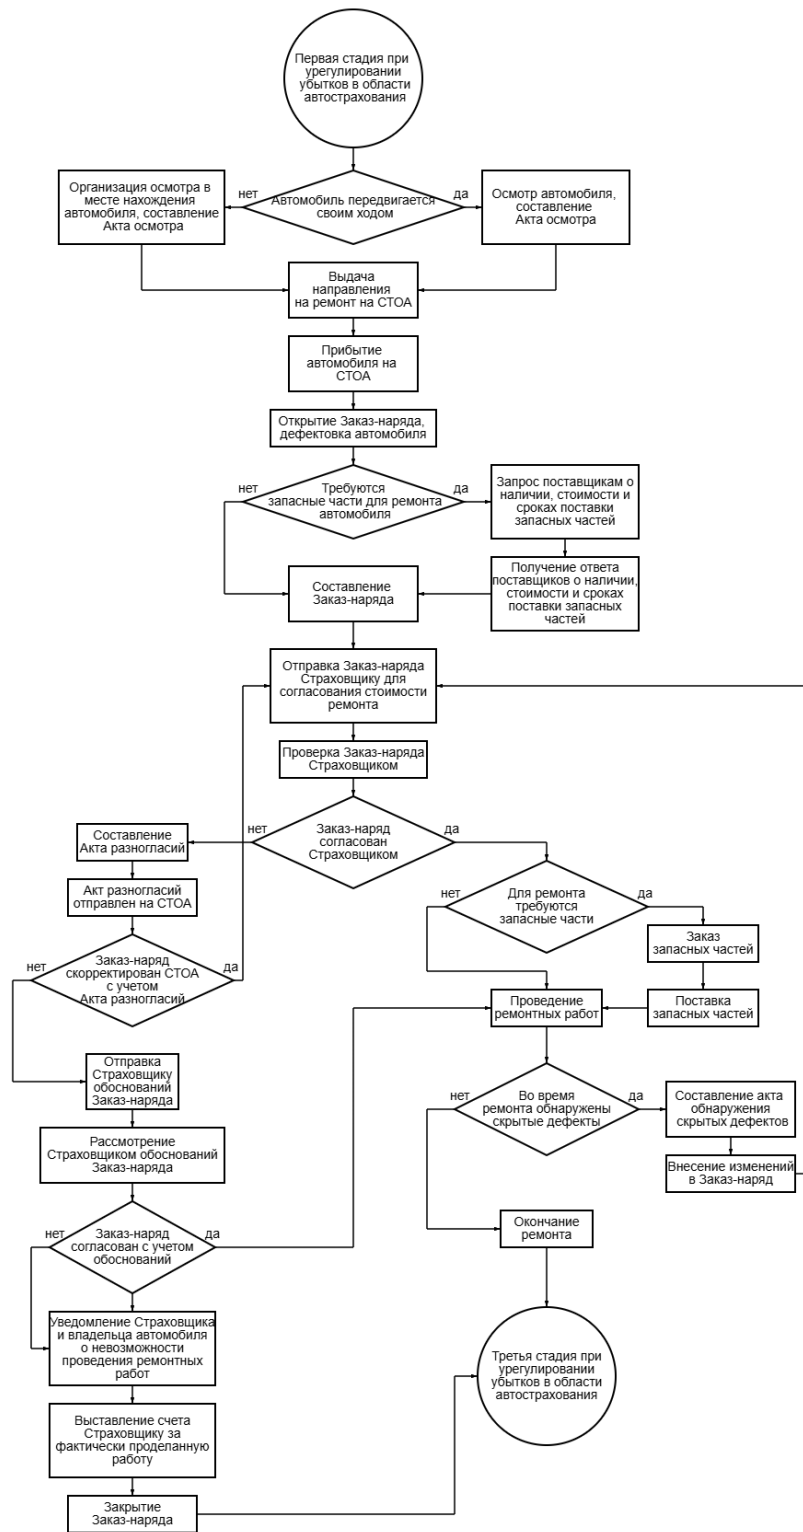 Первая стадия при
урегулировании
убытков в области
автострахования
нет
да
Организация осмотра в
месте нахождения
автомобиля, составление
Акта осмотра
Автомобиль передвигается
своим ходом
Осмотр автомобиля,
составление
Акта осмотра
Выдача
направления
на ремонт на СТОА
Прибытие
автомобиля на
СТОА
Открытие Заказ-наряда,
дефектовка автомобиля
нет
да
Требуются
запасные части для ремонта
автомобиля
Запрос поставщикам о
наличии, стоимости и
сроках поставки
запасных частей
Составление
Заказ-наряда
Получение ответа
поставщиков о наличии,
стоимости и сроках
поставки запасных
частей
Отправка Заказ-наряда
Страховщику для
согласования стоимости
ремонта
Проверка Заказ-наряда
Страховщиком
нет
да
Заказ-наряд
согласован
Страховщиком
Составление
Акта разногласий
Акт разногласий
отправлен на СТОА
нет
да
Для ремонта
требуются
запасные части
Заказ
запасных частей
нет
да
Заказ-наряд
скорректирован СТОА
с учетом
Акта разногласий
Проведение
ремонтных работ
Поставка
запасных частей
Отправка
Страховщику
обоснований
Заказ-наряда
нет
да
Во время
ремонта обнаружены
скрытые дефекты
Составление акта
обнаружения
скрытых дефектов
Рассмотрение
Страховщиком обоснований
Заказ-наряда
Внесение изменений
в Заказ-наряд
нет
да
Заказ-наряд
согласован с учетом
обоснований
Окончание
ремонта
Уведомление Страховщика
и владельца автомобиля
о невозможности
проведения ремонтных
работ
Третья стадия при
урегулировании
убытков в области
автострахования
Выставление счета
Страховщику за
фактически проделанную
работу
Закрытие
Заказ-наряда